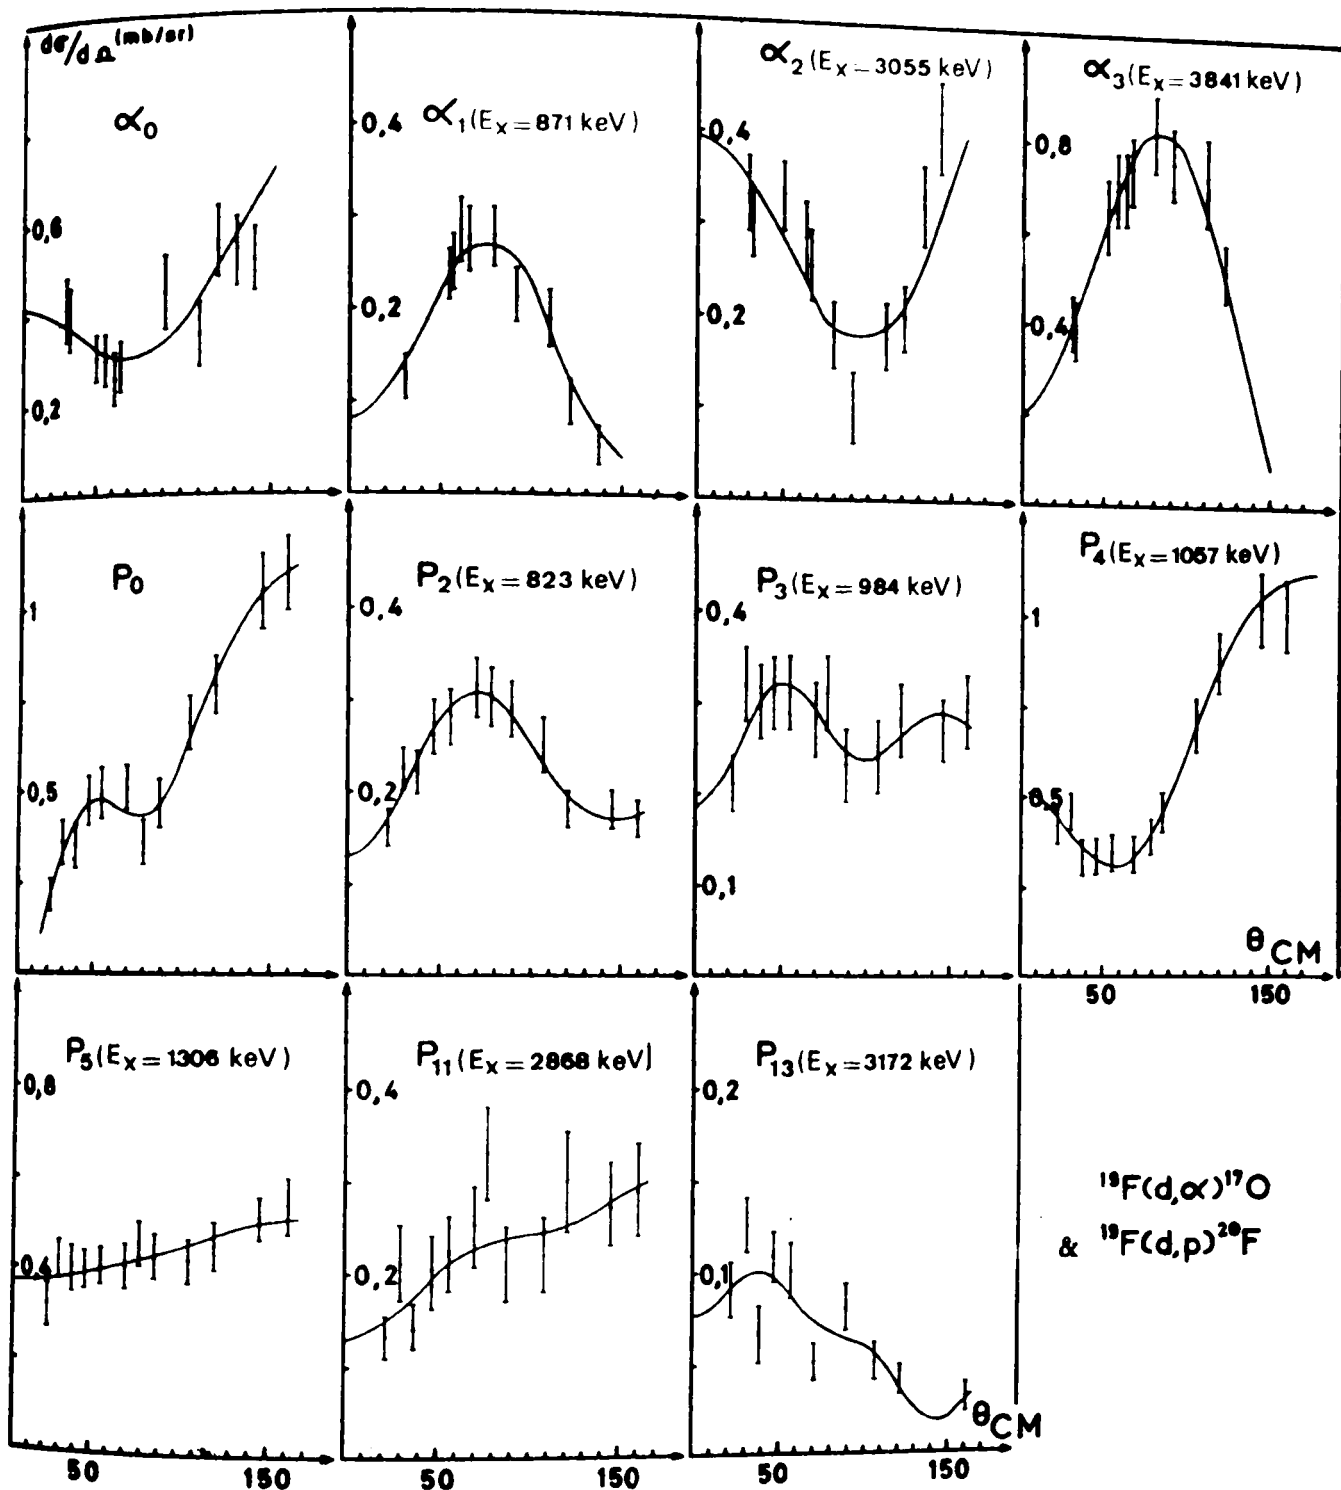 dσ/dΩ (mb/sr)
α0
0,6
0,2
α1 (Ex = 871 keV)
0,4
0,2
α2 (Ex = 3055 keV)
0,4
0,2
α3 (Ex = 3841 keV)
0,8
0,4
P0
1
0,5
P2 (Ex = 823 keV)
0,4
0,2
P3 (Ex = 984 keV)
0,4
0,1
P4 (Ex = 1057 keV)
1
0,5
θCM
50 150
P5 (Ex = 1306 keV)
0,8
0,4
50 150
P11 (Ex = 2868 keV)
0,4
0,2
50 150
P13 (Ex = 3172 keV)
0,2
0,1
θCM
50 150
19F(d,α)17O
& 19F(d,p)20F